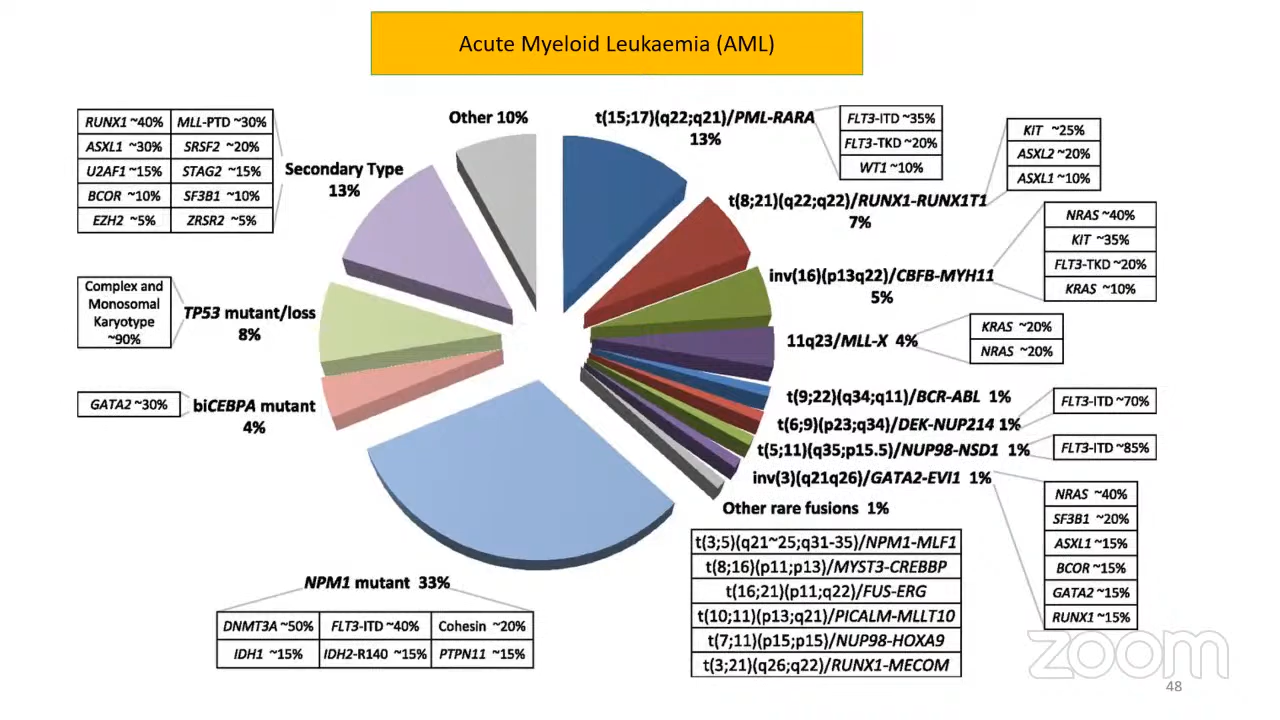 Acute Myeloid Leukaemia (AML)
Other 10%
t(15;17)(q22;q21)/PML-RARA
13%
FLT3-ITD ~35%
FLT3-TKD ~20%
WT1 ~10%
KIT ~25%
ASXL2 ~20%
ASXL1 ~10%
RUNX1 ~40% MLL-PTD ~30%
ASXL1 ~30% SRSF2 ~20%
U2AF1 ~15% STAG2 ~15%
BCOR ~10% SF3B1 ~10%
EZH2 ~5% ZRSR2 ~5%
Secondary Type
13%
t(8;21)(q22;q22)/RUNX1-RUNX1T1
7%
NRAS ~40%
KIT ~35%
FLT3-TKD ~20%
KRAS ~10%
inv(16)(p13q22)/CBFB-MYH11
5%
Complex and
Monosomal
Karyotype
~90%
TP53 mutant/loss
8%
11q23/MLL-X 4%
KRAS ~20%
NRAS ~20%
GATA2 ~30%
biCEBPA mutant
4%
t(9;22)(q34;q11)/BCR-ABL 1%
t(6;9)(p23;q34)/DEK-NUP214 1%
FLT3-ITD ~70%
t(5;11)(q35;p15.5)/NUP98-NSD1 1%
FLT3-ITD ~85%
inv(3)(q21q26)/GATA2-EVI1 1%
NRAS ~40%
SF3B1 ~20%
ASXL1 ~15%
BCOR ~15%
GATA2 ~15%
RUNX1 ~15%
Other rare fusions 1%
t(3;5)(q21~25;q31-35)/NPM1-MLF1
t(8;16)(p11;p13)/MYST3-CREBBP
t(16;21)(p11;q22)/FUS-ERG
t(10;11)(p13;q21)/PICALM-MLLT10
t(7;11)(p15;p15)/NUP98-HOXA9
t(3;21)(q26;q22)/RUNX1-MECOM
NPM1 mutant 33%
DNMT3A ~50% FLT3-ITD ~40% Cohesin ~20%
IDH1 ~15% IDH2-R140 ~15% PTPN11 ~15%
zoom
48